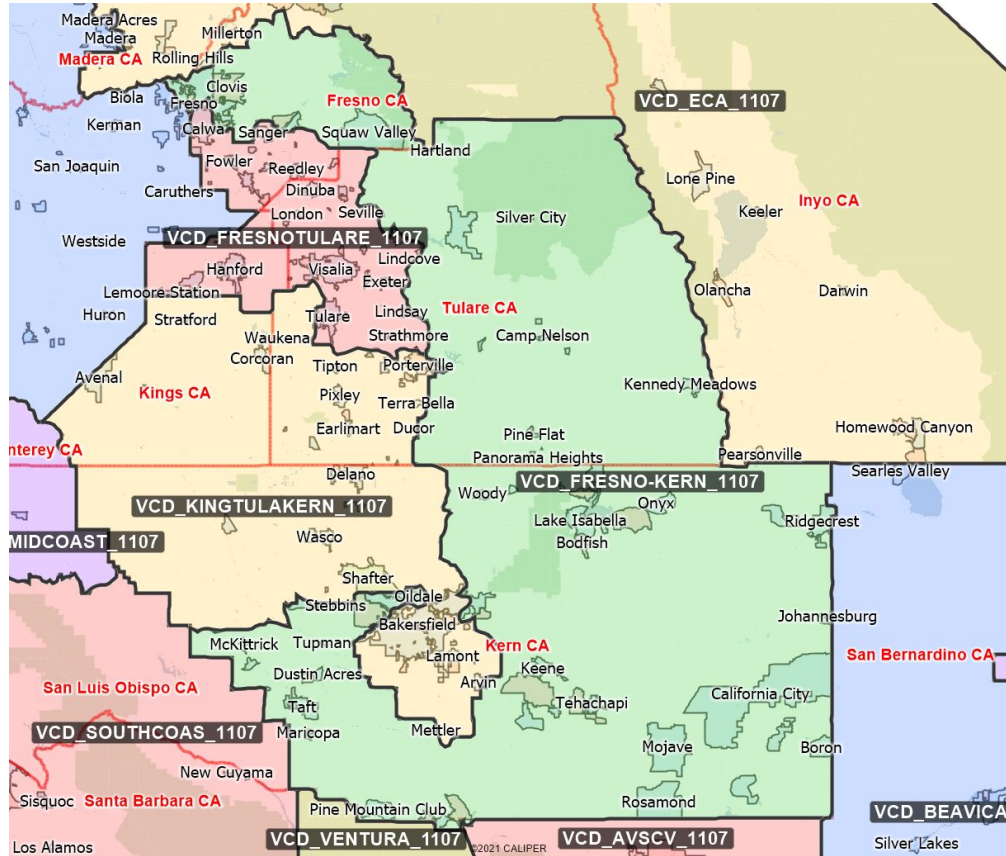 Madera Acres
Madera
Millerton
Madera CA
Rolling Hills
Biola
Clovis
Fresno
Fresno CA
VCD_ECA_1107
Kerman
Calwa
Sanger
Squaw Valley
Hartland
San Joaquin
Fowler
Reedley
Lone Pine
Caruthers
Dinuba
Inyo CA
London
Seville
Silver City
Keeler
Westside
VCD_FRESNOTULARE_1107
Lindcove
Hanford
Visalia
Exeter
Lemoore Station
Olancha
Darwin
Huron
Stratford
Tulare
Lindsay
Tulare CA
Waukena
Strathmore
Camp Nelson
Corcoran
Tipton
Porterville
Avenal
Kings CA
Pixley
Terra Bella
Kennedy Meadows
Earlimart
Ducor
Pine Flat
Homewood Canyon
nterey CA
Panorama Heights
Pearsonville
Delano
Woody
VCD_FRESNO-KERN_1107
Searles Valley
VCD_KINGTULAKERN_1107
Onyx
Lake Isabella
Ridgecrest
MIDCOAST_1107
Wasco
Bodfish
Shafter
Stebbins
Oildale
Bakersfield
Johannesburg
McKittrick
Tupman
Kern CA
Lamont
San Bernardino CA
Dustin Acres
Arvin
Keene
San Luis Obispo CA
Taft
Tehachapi
California City
VCD_SOUTHCOAS_1107
Maricopa
Mettler
Mojave
Boron
New Cuyama
Sisquoc
Santa Barbara CA
Pine Mountain Club
Rosamond
VCD_BEAVICA
VCD_VENTURA_1107
©2021 CALIPER
VCD_AVSCV_1107
Silver Lakes
Los Alamos